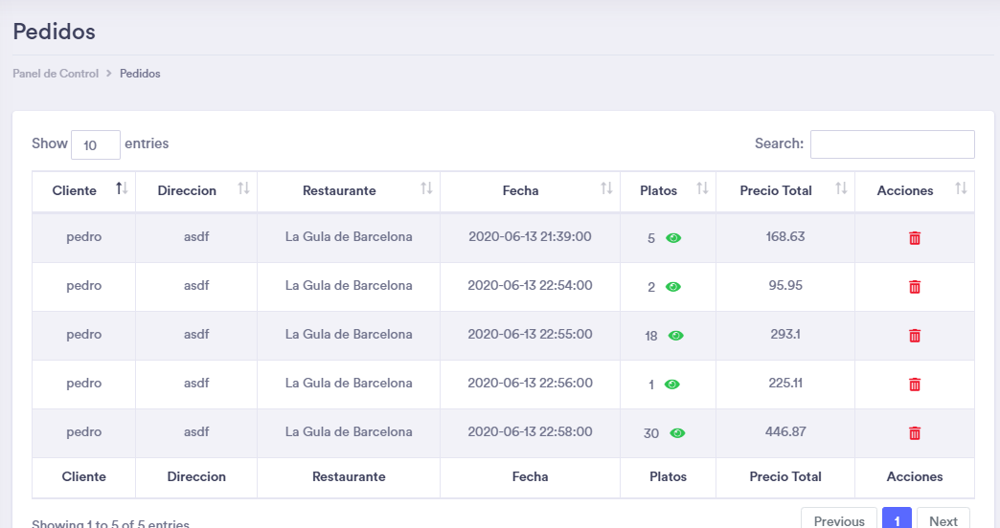 Pedidos
Panel de Control > Pedidos
Show 10 entries Search:
Cliente Direccion Restaurante Fecha Platos Precio Total Acciones
pedro asdf La Gula de Barcelona 2020-06-13 21:39:00 5 168.63
pedro asdf La Gula de Barcelona 2020-06-13 22:54:00 2 95.95
pedro asdf La Gula de Barcelona 2020-06-13 22:55:00 18 293.1
pedro asdf La Gula de Barcelona 2020-06-13 22:56:00 1 225.11
pedro asdf La Gula de Barcelona 2020-06-13 22:58:00 30 446.87
Cliente Direccion Restaurante Fecha Platos Precio Total Acciones
Showing 1 to 5 of 5 entries Previous 1 Next